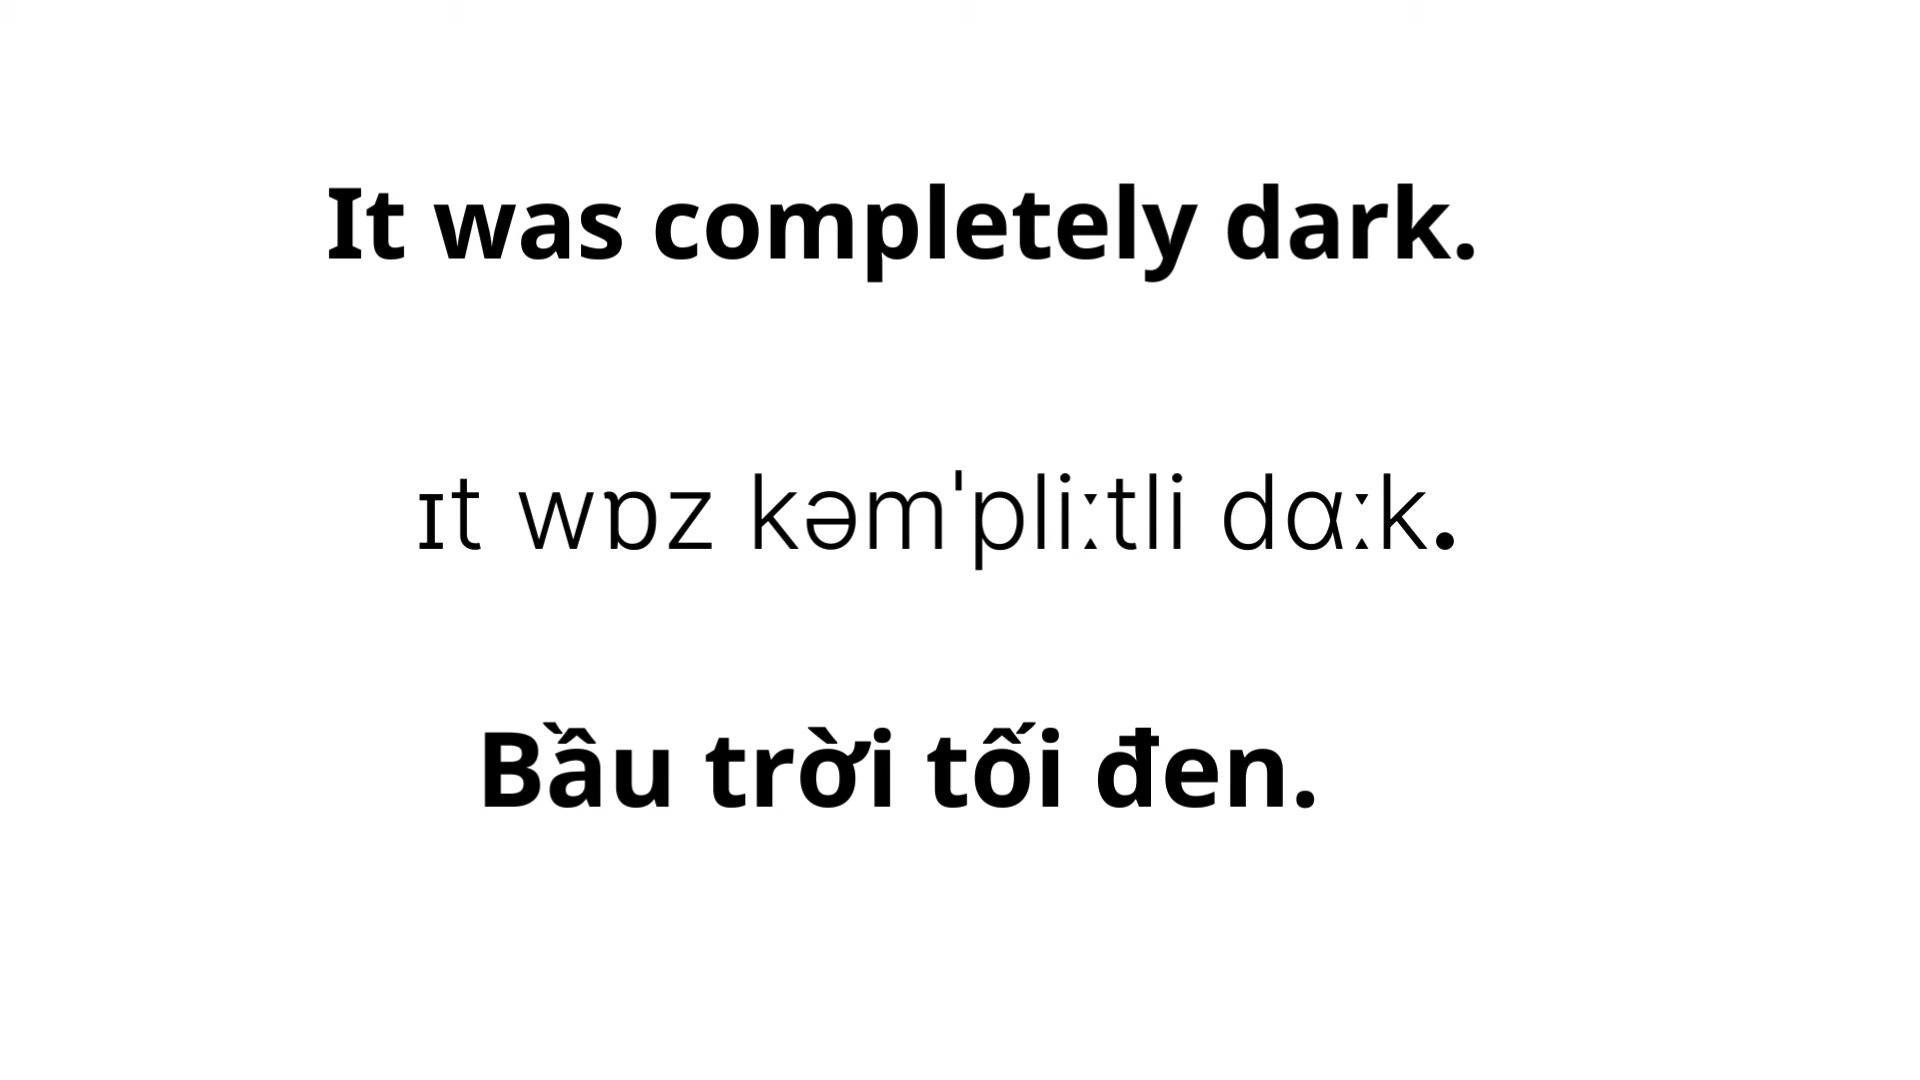 It was completely dark.
ɪt wɒz kəmˈpliːtli dɑːk.
Bầu trời tối đen.